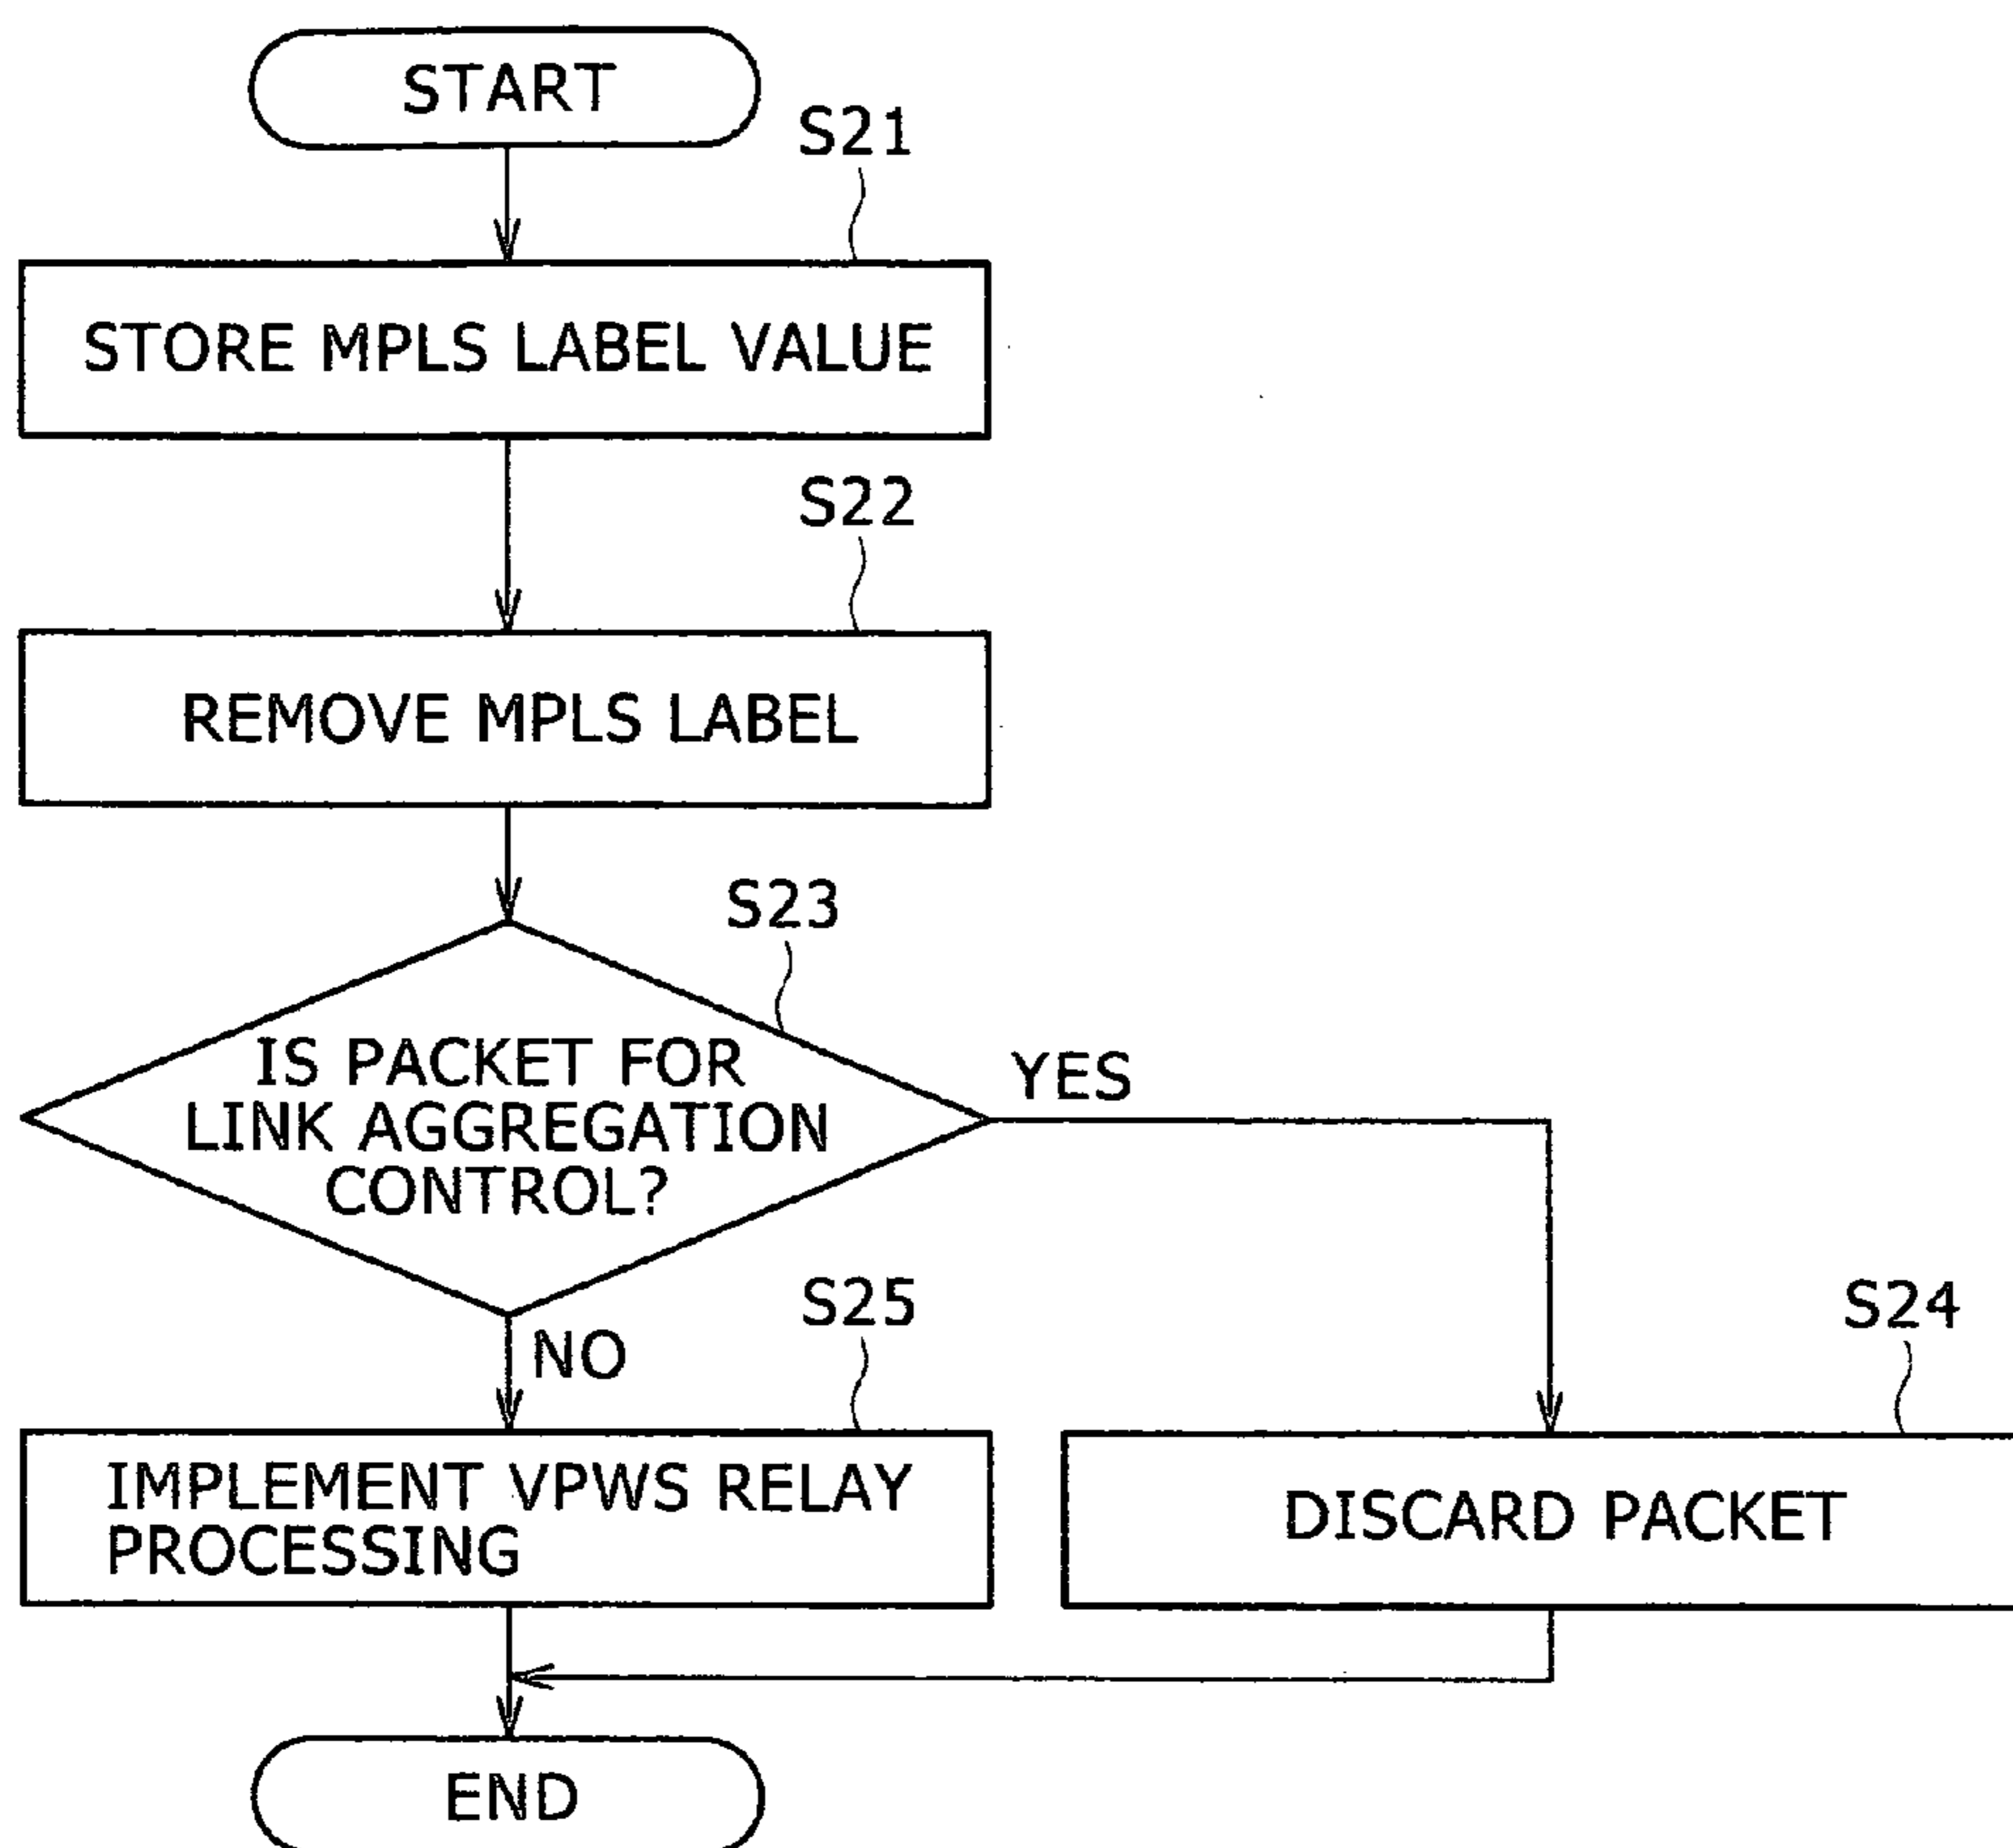 START
S21
STORE MPLS LABEL VALUE
S22
REMOVE MPLS LABEL
S23
IS PACKET FOR
LINK AGGREGATION
CONTROL?
YES
NO
S25
S24
IMPLEMENT VPWS RELAY
PROCESSING
DISCARD PACKET
END